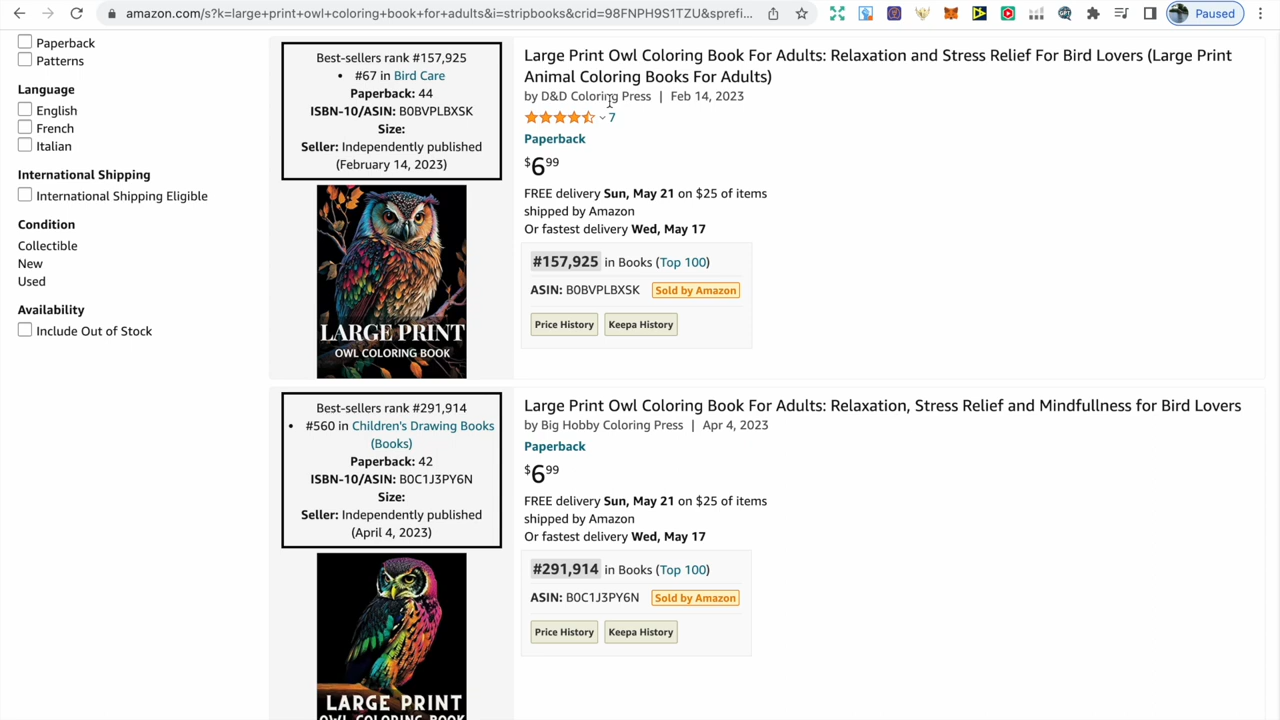 amazon.com/s?k=large+print+owl+coloring+book+for+adults&i=stripbooks&crid=98FNPH9S1TZU&sprefi...
Paused
Paperback
Patterns
Language
English
French
Italian
International Shipping
International Shipping Eligible
Condition
Collectible
New
Used
Availability
Include Out of Stock
Best-sellers rank #157,925
• #67 in Bird Care
Paperback: 44
ISBN-10/ASIN: B0BVPLBXSK
Size:
Seller: Independently published
(February 14, 2023)
LARGE PRINT
OWL COLORING BOOK
Large Print Owl Coloring Book For Adults: Relaxation and Stress Relief For Bird Lovers (Large Print
Animal Coloring Books For Adults)
by D&D Coloring Press | Feb 14, 2023
7
Paperback
$6 99
FREE delivery Sun, May 21 on $25 of items
shipped by Amazon
Or fastest delivery Wed, May 17
#157,925 in Books (Top 100)
ASIN: B0BVPLBXSK Sold by Amazon
Price History Keepa History
Best-sellers rank #291,914
• #560 in Children's Drawing Books
(Books)
Paperback: 42
ISBN-10/ASIN: B0C1J3PY6N
Size:
Seller: Independently published
(April 4, 2023)
LARGE PRINT
OWL COLORING BOOK
Large Print Owl Coloring Book For Adults: Relaxation, Stress Relief and Mindfullness for Bird Lovers
by Big Hobby Coloring Press | Apr 4, 2023
Paperback
$6 99
FREE delivery Sun, May 21 on $25 of items
shipped by Amazon
Or fastest delivery Wed, May 17
#291,914 in Books (Top 100)
ASIN: B0C1J3PY6N Sold by Amazon
Price History Keepa History